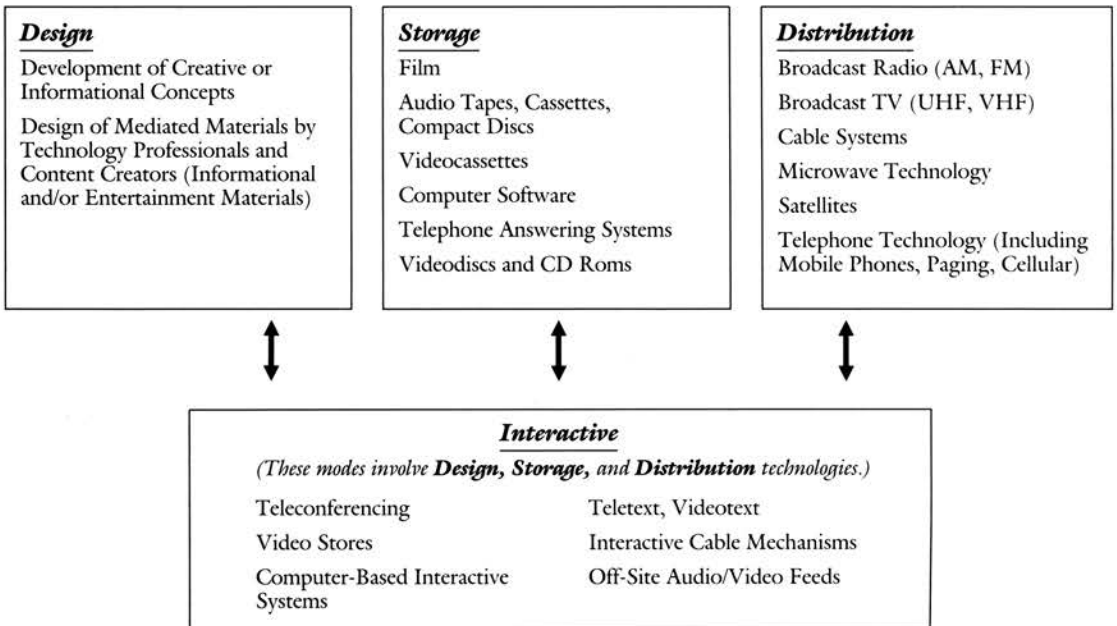 Design
Development of Creative or
Informational Concepts
Design of Mediated Materials by
Technology Professionals and
Content Creators (Informational
and/or Entertainment Materials)
Storage
Film
Audio Tapes, Cassettes,
Compact Discs
Videocassettes
Computer Software
Telephone Answering Systems
Videodiscs and CD Roms
Distribution
Broadcast Radio (AM, FM)
Broadcast TV (UHF, VHF)
Cable Systems
Microwave Technology
Satellites
Telephone Technology (Including
Mobile Phones, Paging, Cellular)
Interactive
(These modes involve Design, Storage, and Distribution technologies.)
Teleconferencing
Video Stores
Computer-Based Interactive
Systems
Teletext, Videotext
Interactive Cable Mechanisms
Off-Site Audio/Video Feeds